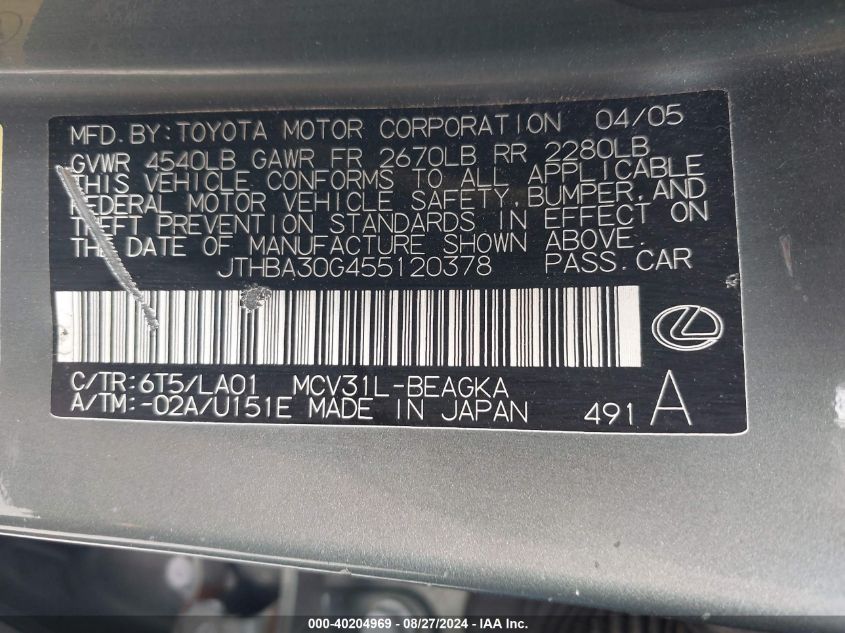 MFD. BY: TOYOTA MOTOR CORPORATION 04/05
GVWR 4540LB GAWR FR 2670LB RR 2280LB
THIS VEHICLE CONFORMS TO ALL APPLICABLE
FEDERAL MOTOR VEHICLE SAFETY, BUMPER, AND
THEFT PREVENTION STANDARDS IN EFFECT ON
THE DATE OF MANUFACTURE SHOWN ABOVE.
JTHBA30G455120378 PASS. CAR
C/TR: 6T5/LA01 MCV31L-BEAGKA
A/TM: -02A/U151E MADE IN JAPAN 491 A
000-40204969 - 08/27/2024 - IAA Inc.